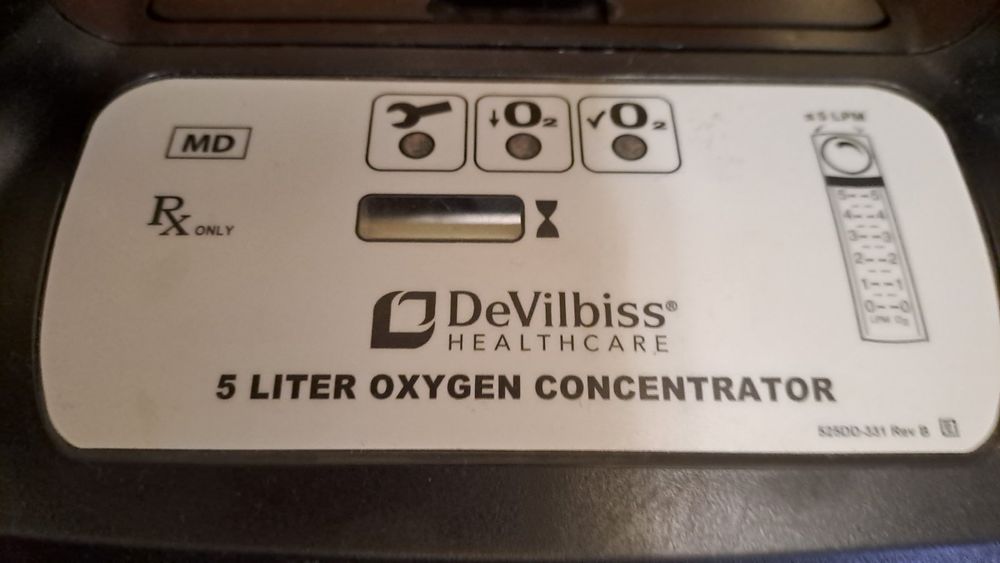 MD
↓O2
✓O2
≤5 LPM
Rx ONLY
5--5
4--4
3--3
2--2
1--1
0--0
LPM O2
DeVilbiss®
HEALTHCARE
5 LITER OXYGEN CONCENTRATOR
525DD-331 Rev B